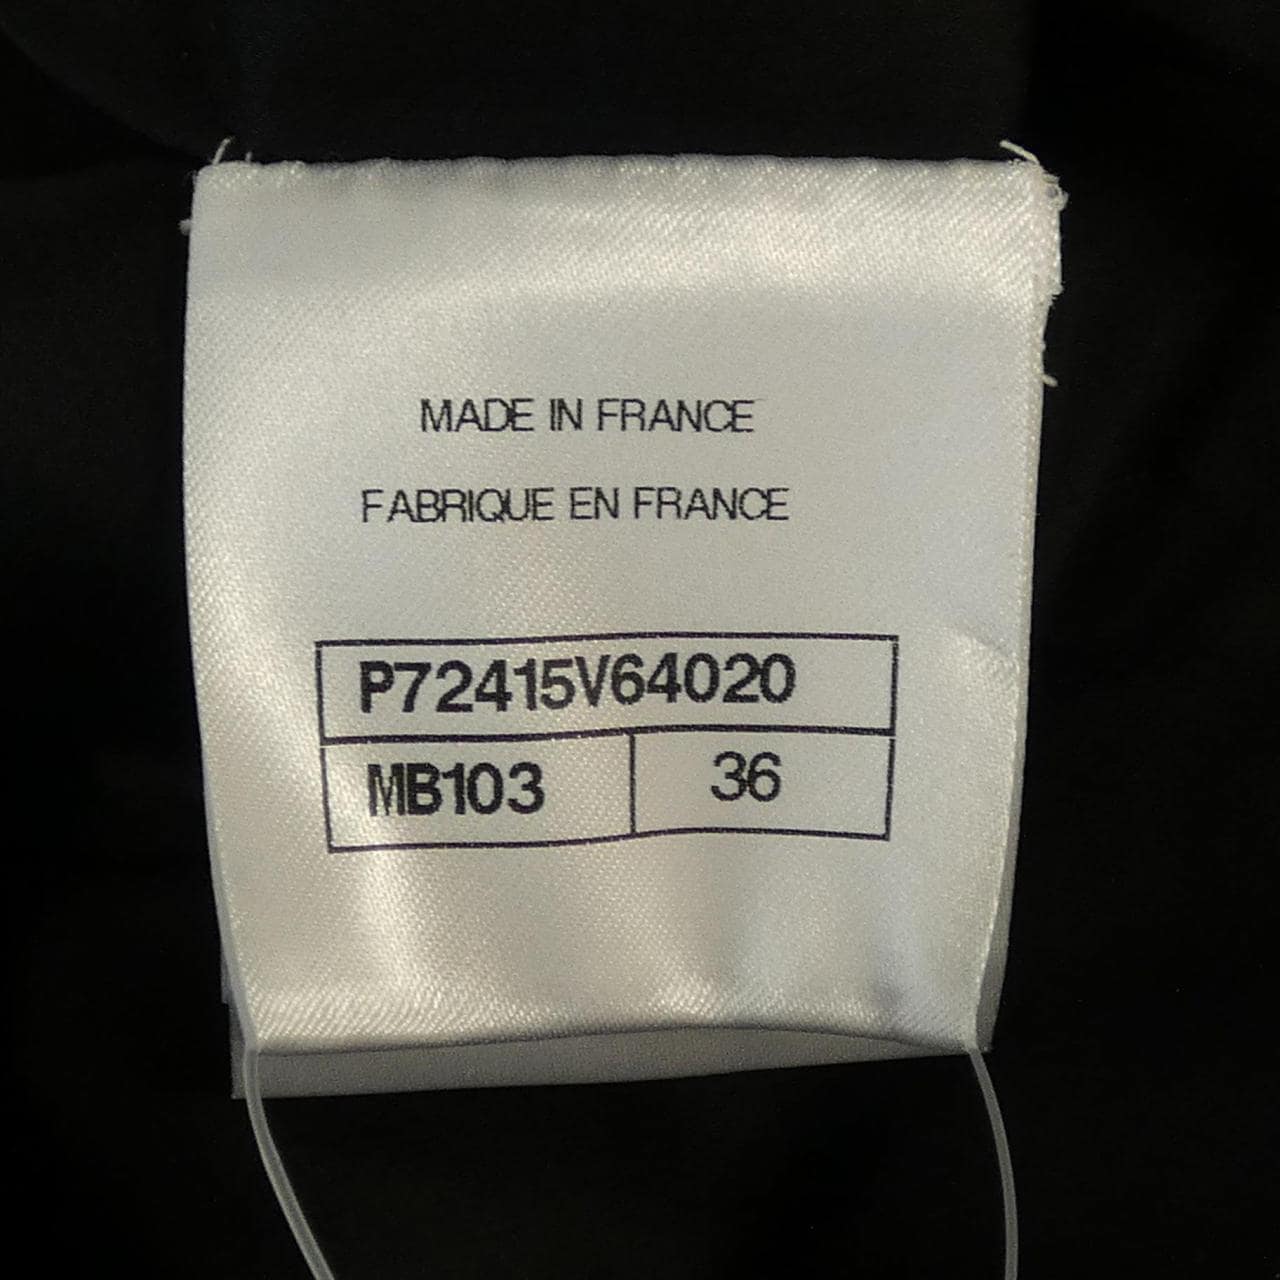 MADE IN FRANCE
FABRIQUE EN FRANCE
P72415V64020
MB103 36